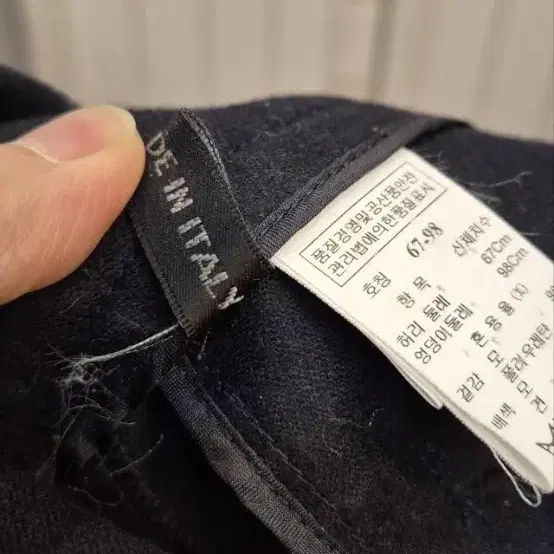 DE IN ITALY
품질경영및공산품안전
관리법에의한품질표시
호칭 67-98
항목 신체치수
허리둘레 67Cm
엉덩이둘레 98Cm
혼용율(%)
겉감 모
폴리우레탄
배색 모